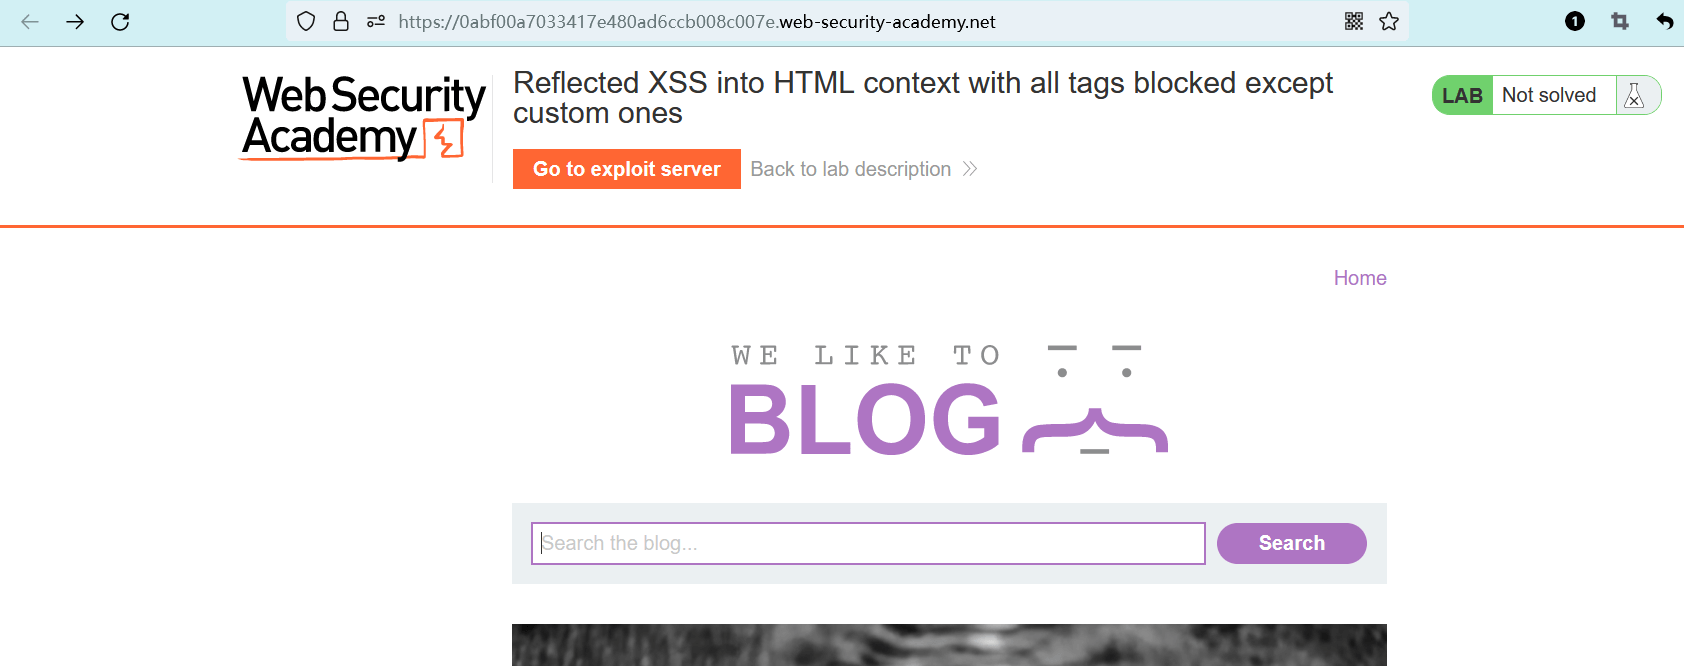 https://0abf00a7033417e480ad6ccb008c007e.web-security-academy.net
1
Web Security
Academy
Reflected XSS into HTML context with all tags blocked except
custom ones
LAB Not solved
Go to exploit server Back to lab description
Home
WE LIKE TO
BLOG
Search the blog...
Search